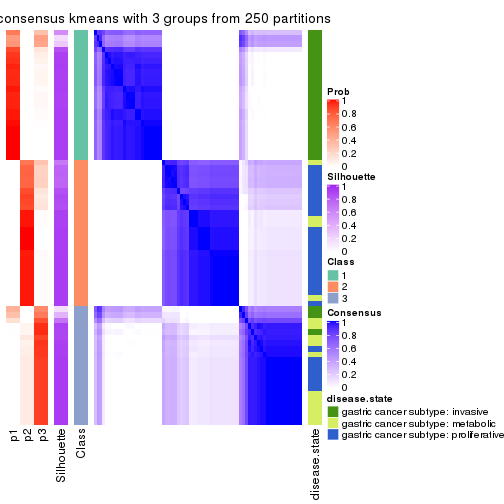 consensus kmeans with 3 groups from 250 partitions
Prob
1
0.8
0.6
0.4
0.2
0
Silhouette
1
0.8
0.6
0.4
0.2
0
Class
1
2
3
Consensus
1
0.8
0.6
0.4
0.2
0
disease.state
gastric cancer subtype: invasive
gastric cancer subtype: metabolic
gastric cancer subtype: proliferative
p1
p2
p3
Silhouette
Class
disease.state